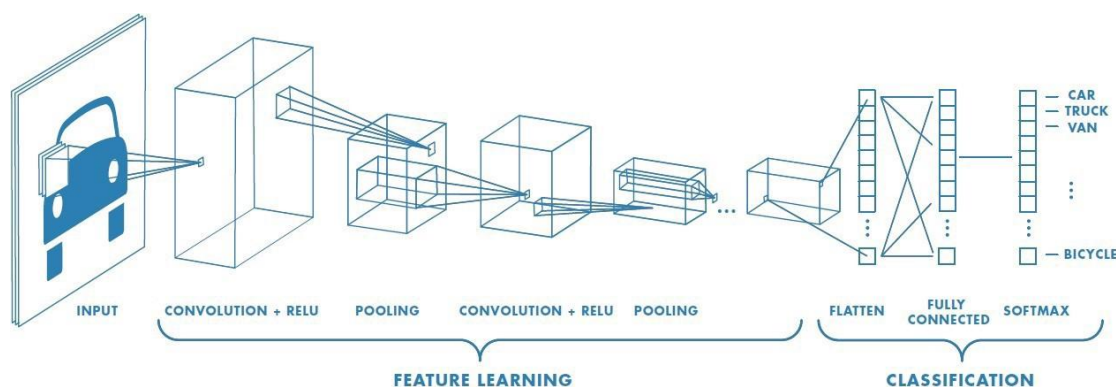 CAR
TRUCK
VAN
BICYCLE
INPUT
CONVOLUTION + RELU
POOLING
CONVOLUTION + RELU
POOLING
FLATTEN
FULLY
CONNECTED
SOFTMAX
FEATURE LEARNING
CLASSIFICATION